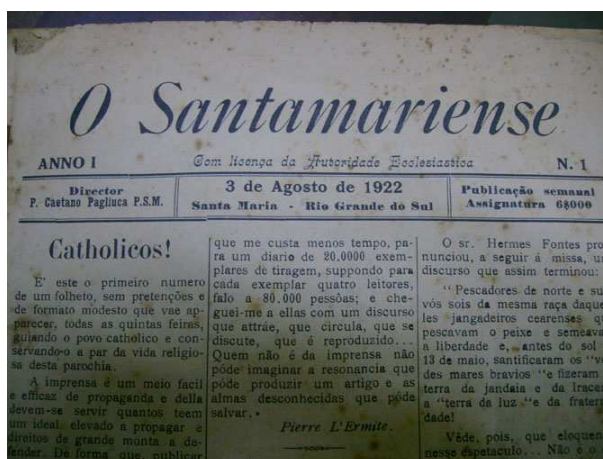 O Santamariense
ANNO I
Com licença da Autoridade Ecclesiastica
N. 1
Director
P. Caetano Pagliuca P.S.M.
3 de Agosto de 1922
Santa Maria - Rio Grande do Sul
Publicação semanal
Assignatura 6$000
Catholicos!
E' este o primeiro numero
de um folheto, sem pretenções e
de formato modesto que vae ap-
parecer, todas as quintas feiras,
guiando o povo catholico e con-
servando-o a par da vida religio-
sa desta parochia.
A imprensa é um meio facil
e efficaz de propaganda e della
devem-se servir quantos teem
um ideal elevado a propagar e
direitos de grande monta a de-
fender. De forma que, publicar
que me custa menos tempo, pa-
ra um diario de 20.0000 exem-
plares de tiragem, suppondo para
cada exemplar quatro leitores,
falo a 80.000 pessôas; e che-
guei-me a ellas com um discurso
que attráe, que circula, que se
discute, que é reproduzido...
Quem não é da imprensa não
póde imaginar a resonancia que
póde produzir um artigo e as
almas desconhecidas que póde
salvar. »
Pierre L'Ermite.
O sr. Hermes Fontes pro
nunciou, a seguir á missa, u
discurso que assim terminou:
"Pescadores de norte e su
vós sois da mesma raça daque
les jangadeiros cearenses q
pescavam o peixe e semeava
a liberdade e, antes do sol
13 de maio, santificaram os "v
des mares bravios "e fizeram
terra da jandaia e da Irace
a "terra da luz "e da frater
dade!
Vêde, pois, que eloquen
nesse espetaculo... Não é o